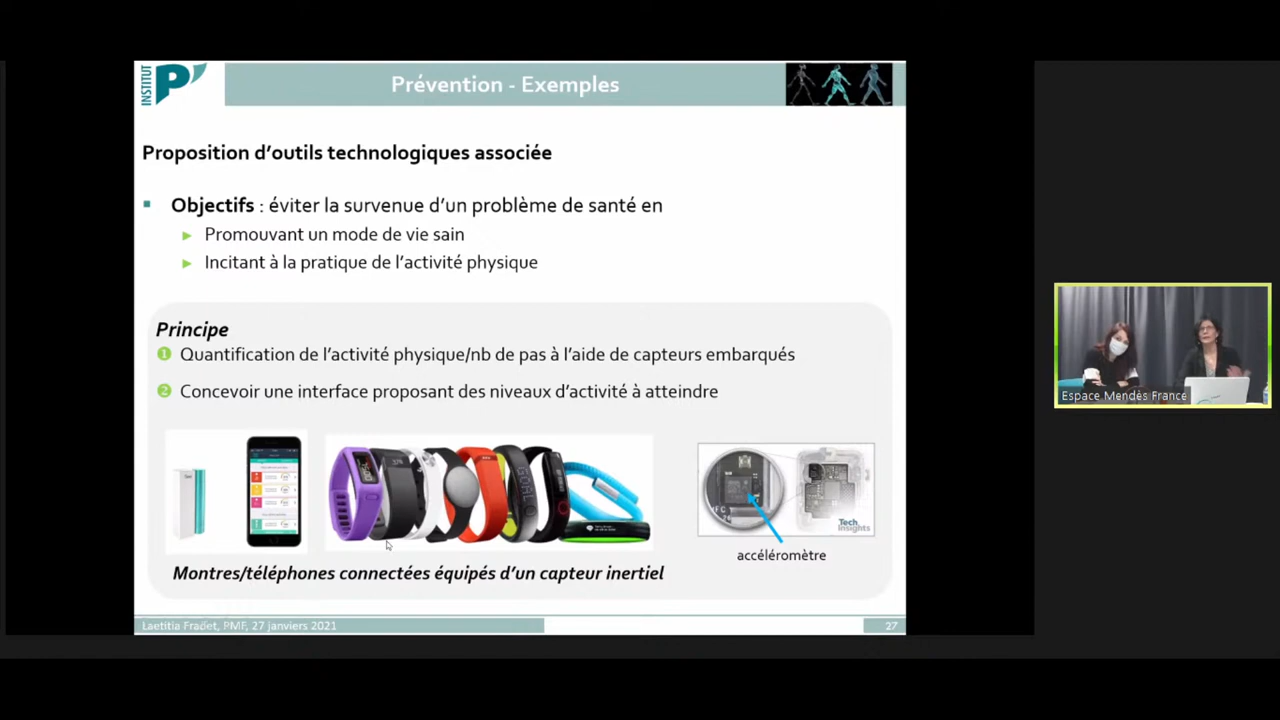 INSTITUT
P'
Prévention - Exemples
Proposition d'outils technologiques associée
Objectifs : éviter la survenue d'un problème de santé en
Promouvant un mode de vie sain
Incitant à la pratique de l'activité physique
Principe
1 Quantification de l'activité physique/nb de pas à l'aide de capteurs embarqués
2 Concevoir une interface proposant des niveaux d'activité à atteindre
GOAL
Tech
Insights
accéléromètre
Montres/téléphones connectées équipés d'un capteur inertiel
Laetitia Fradet, PMF, 27 janviers 2021
27
Espace Mendès France